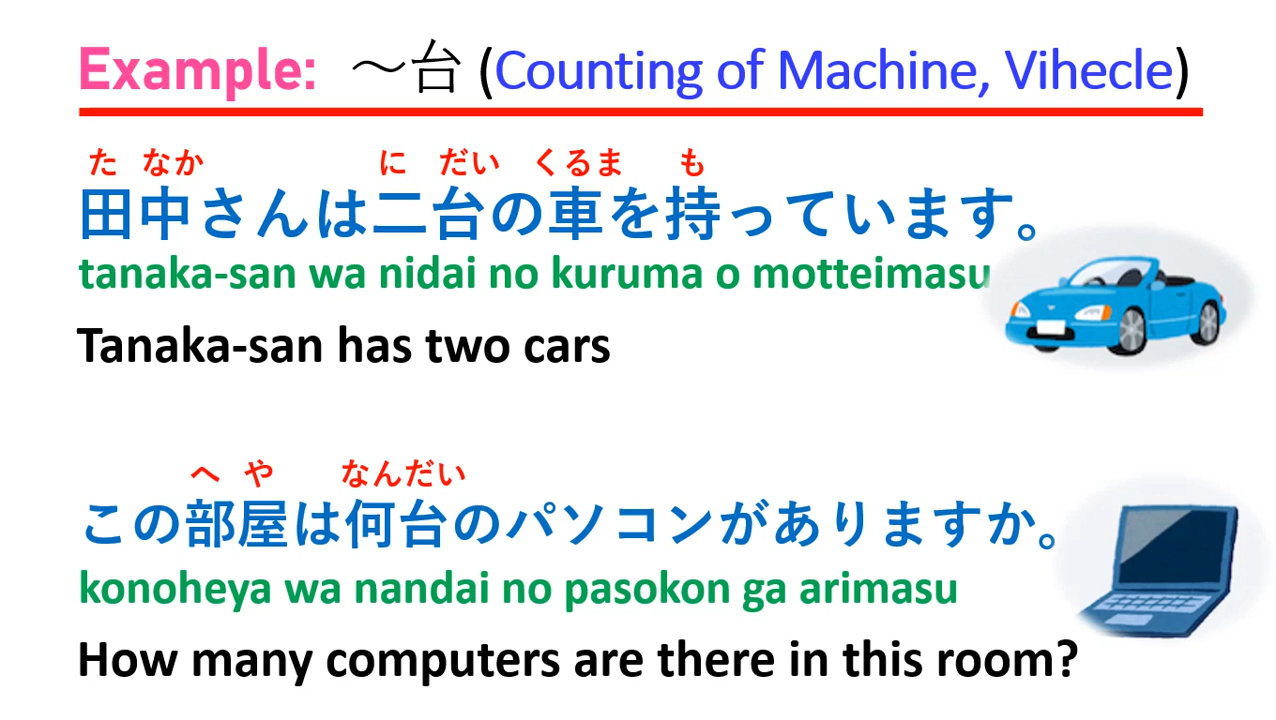 Example: ～台 (Counting of Machine, Vihecle)
た なか に だい くるま も
田中さんは二台の車を持っています。
tanaka-san wa nidai no kuruma o motteimasu
Tanaka-san has two cars
へ や なんだい
この部屋は何台のパソコンがありますか。
konoheya wa nandai no pasokon ga arimasu
How many computers are there in this room?